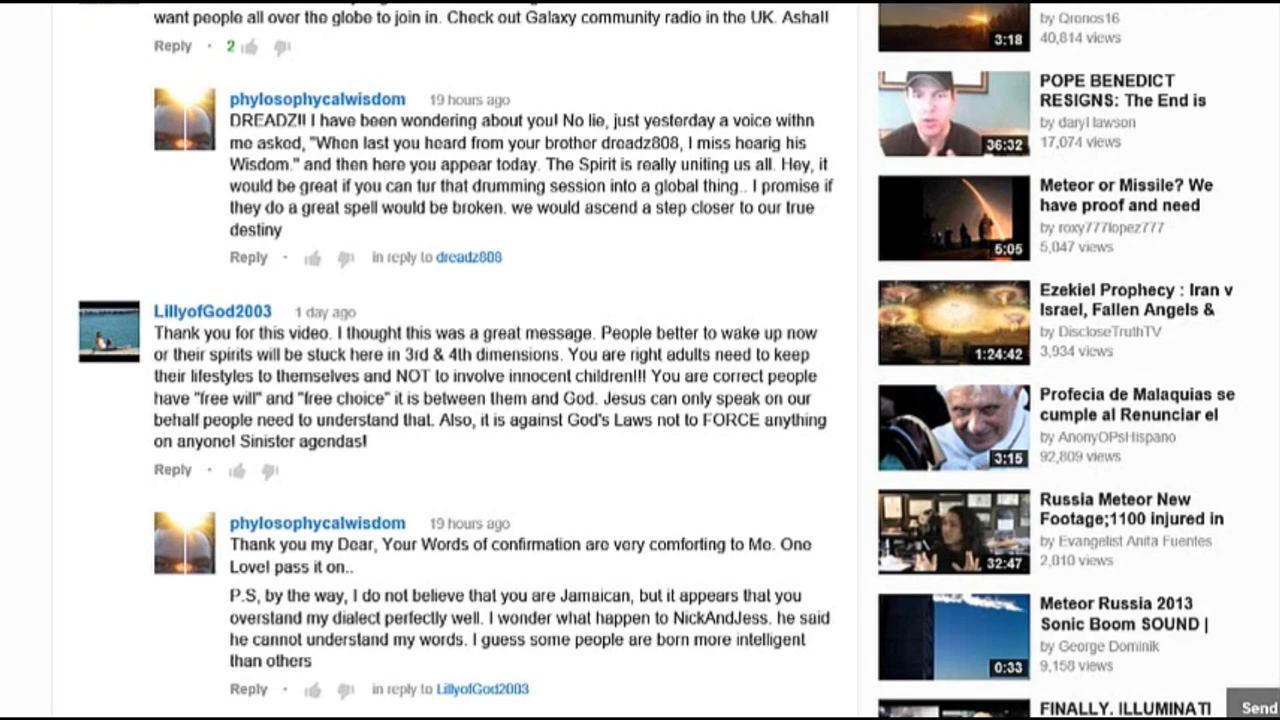 want people all over the globe to join in. Check out Galaxy community radio in the UK. Ashall
Reply · 2
phylosophycalwisdom 19 hours ago
DREADZ!! I have been wondering about you! No lie, just yesterday a voice withn
me asked, "When last you heard from your brother dreadz808, I miss hearig his
Wisdom." and then here you appear today. The Spirit is really uniting us all. Hey, it
would be great if you can tur that drumming session into a global thing.. I promise if
they do a great spell would be broken. we would ascend a step closer to our true
destiny
Reply · in reply to dreadz808
LillyofGod2003 1 day ago
Thank you for this video. I thought this was a great message. People better to wake up now
or their spirits will be stuck here in 3rd & 4th dimensions. You are right adults need to keep
their lifestyles to themselves and NOT to involve innocent children!!! You are correct people
have "free will" and "free choice" it is between them and God. Jesus can only speak on our
behalf people need to understand that. Also, it is against God's Laws not to FORCE anything
on anyone! Sinister agendas!
Reply ·
phylosophycalwisdom 19 hours ago
Thank you my Dear, Your Words of confirmation are very comforting to Me. One
Love! pass it on..
P.S, by the way, I do not believe that you are Jamaican, but it appears that you
overstand my dialect perfectly well. I wonder what happen to NickAndJess. he said
he cannot understand my words. I guess some people are born more intelligent
than others
Reply · in reply to LillyofGod2003
by Qronos16
3:18
40,814 views
POPE BENEDICT
RESIGNS: The End is
by daryl lawson
36:32
17,074 views
Meteor or Missile? We
have proof and need
by roxy777lopez777
5:05
5,047 views
Ezekiel Prophecy : Iran v
Israel, Fallen Angels &
by DiscloseTruthTV
1:24:42
3,934 views
Profecia de Malaquias se
cumple al Renunciar el
by AnonyOPsHispano
3:15
92,809 views
Russia Meteor New
Footage;1100 injured in
by Evangelist Anita Fuentes
32:47
2,010 views
Meteor Russia 2013
Sonic Boom SOUND |
by George Dominik
0:33
9,158 views
FINALLY. ILLUMINATI
Send